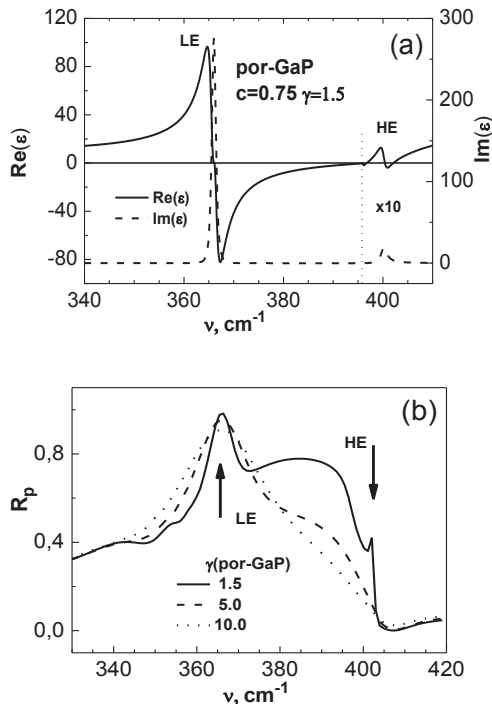 120
80
40
0
-40
-80
Re(ε)
LE
(a)
por-GaP
c=0.75 γ=1.5
HE
Re(ε)
Im(ε)
x10
300
200
100
0
Im(ε)
340
360
380
400
ν, cm-1
(b)
HE
LE
0,8
0,4
0,0
Rp
γ(por-GaP)
1.5
5.0
10.0
340
360
380
400
420
ν, cm-1